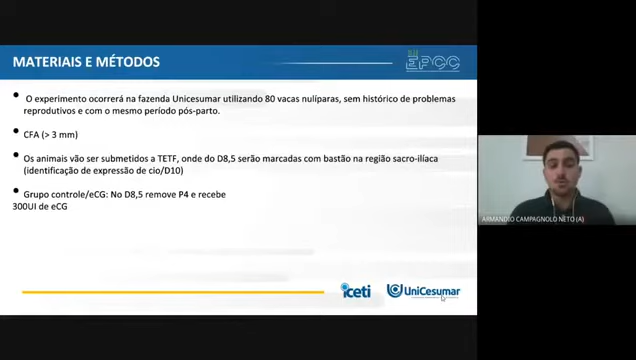 MATERIAIS E MÉTODOS
EPCC
• O experimento ocorrerá na fazenda Unicesumar utilizando 80 vacas nulíparas, sem histórico de problemas
reprodutivos e com o mesmo período pós-parto.
• CFA (> 3 mm)
• Os animais vão ser submetidos a TETF, onde do D8,5 serão marcadas com bastão na região sacro-ilíaca
(identificação de expressão de cio/D10)
• Grupo controle/eCG: No D8,5 remove P4 e recebe
300UI de eCG
iceti
UniCesumar
ARMANDIO CAMPAGNOLO NETO (A)